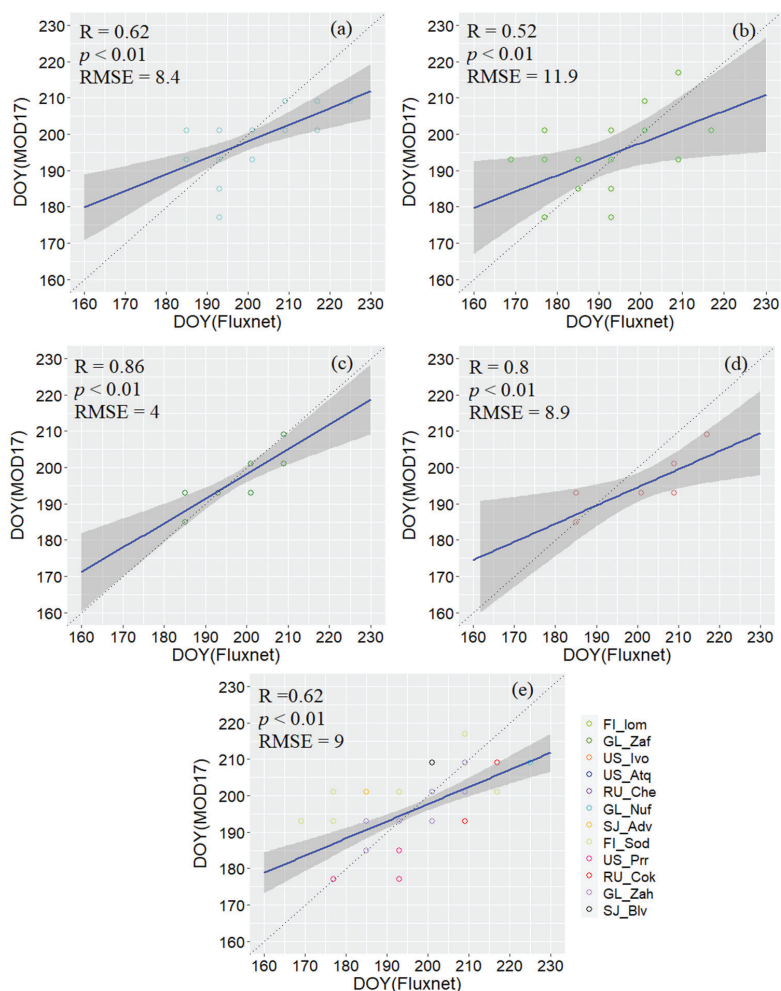 R = 0.62
p < 0.01
RMSE = 8.4
(a)
DOY(MOD17)
230
220
210
200
190
180
170
160
160 170 180 190 200 210 220 230
DOY(Fluxnet)
R = 0.52
p < 0.01
RMSE = 11.9
(b)
DOY(MOD17)
230
220
210
200
190
180
170
160
160 170 180 190 200 210 220 230
DOY(Fluxnet)
R = 0.86
p < 0.01
RMSE = 4
(c)
DOY(MOD17)
230
220
210
200
190
180
170
160
160 170 180 190 200 210 220 230
DOY(Fluxnet)
R = 0.8
p < 0.01
RMSE = 8.9
(d)
DOY(MOD17)
230
220
210
200
190
180
170
160
160 170 180 190 200 210 220 230
DOY(Fluxnet)
R =0.62
p < 0.01
RMSE = 9
(e)
DOY(MOD17)
230
220
210
200
190
180
170
160
160 170 180 190 200 210 220 230
DOY(Fluxnet)
FI_Iom
GL_Zaf
US_Ivo
US_Atq
RU_Che
GL_Nuf
SJ_Adv
FI_Sod
US_Prr
RU_Cok
GL_Zah
SJ_Blv